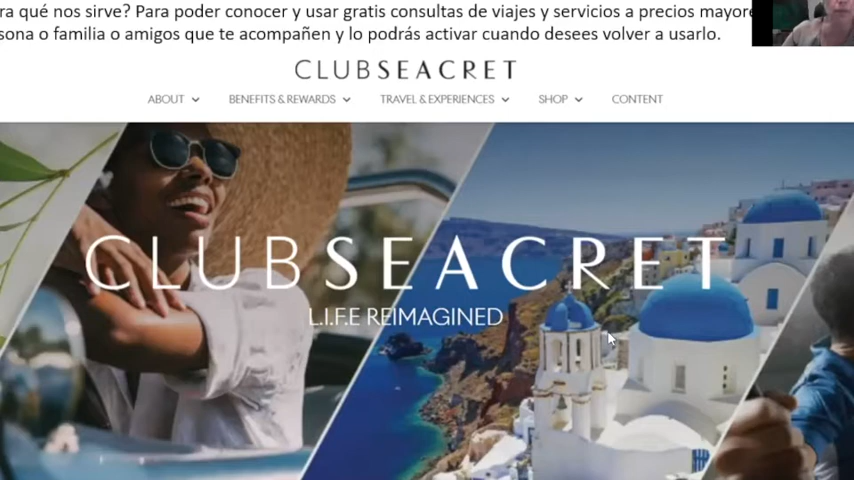 ra qué nos sirve? Para poder conocer y usar gratis consultas de viajes y servicios a precios mayore
sona o familia o amigos que te acompañen y lo podrás activar cuando desees volver a usarlo.
CLUBSEACRET
ABOUT BENEFITS & REWARDS TRAVEL & EXPERIENCES SHOP CONTENT
CLUBSEACRET
L.I.F.E REIMAGINED